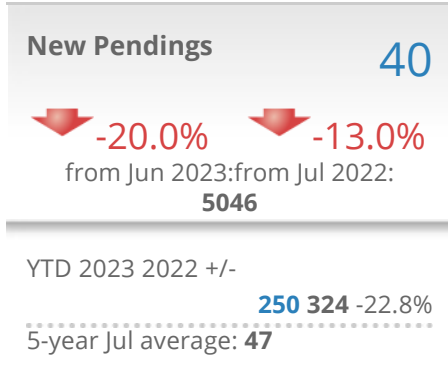 New Pendings
40
-20.0% -13.0%
from Jun 2023:from Jul 2022:
5046
YTD 2023 2022 +/-
250 324 -22.8%
5-year Jul average: 47